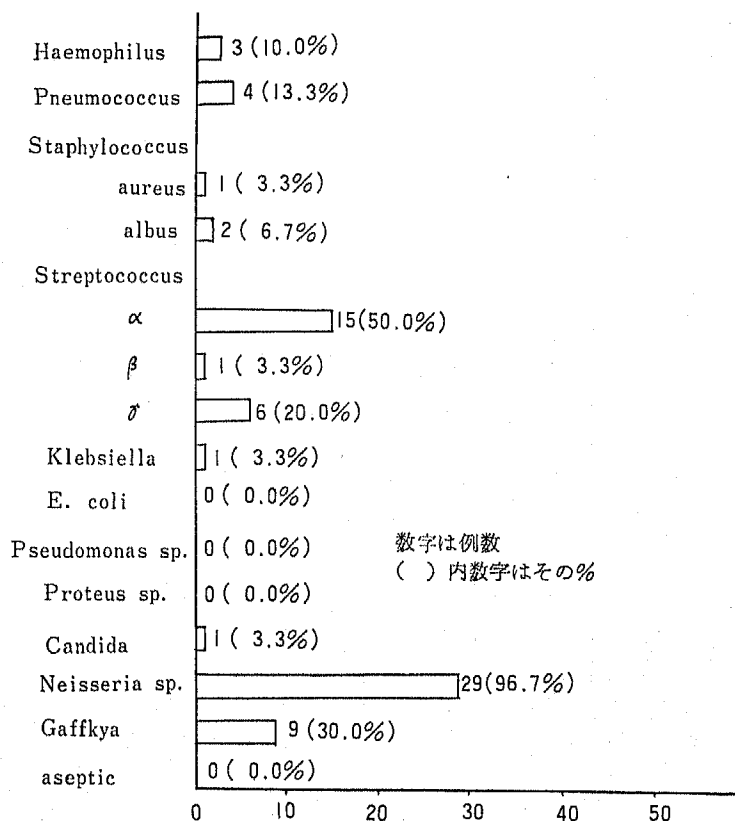 Haemophilus 3 (10.0%)
Pneumococcus 4 (13.3%)
Staphylococcus
aureus 1 ( 3.3%)
albus 2 ( 6.7%)
Streptococcus
α 15(50.0%)
β 1 ( 3.3%)
γ 6 (20.0%)
Klebsiella 1 ( 3.3%)
E. coli 0 ( 0.0%)
Pseudomonas sp. 0 ( 0.0%)
数字は例数
( ) 内数字はその%
Proteus sp. 0 ( 0.0%)
Candida 1 ( 3.3%)
Neisseria sp. 29(96.7%)
Gaffkya 9 (30.0%)
aseptic 0 ( 0.0%)
0 10 20 30 40 50